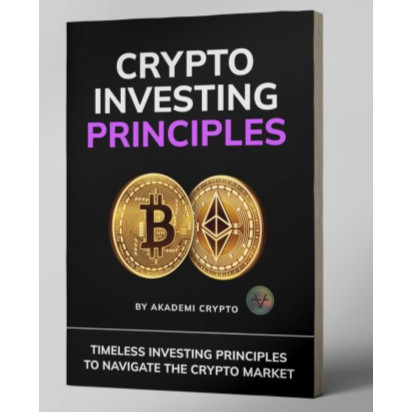 CRYPTO
INVESTING
PRINCIPLES
BY AKADEMI CRYPTO
TIMELESS INVESTING PRINCIPLES
TO NAVIGATE THE CRYPTO MARKET